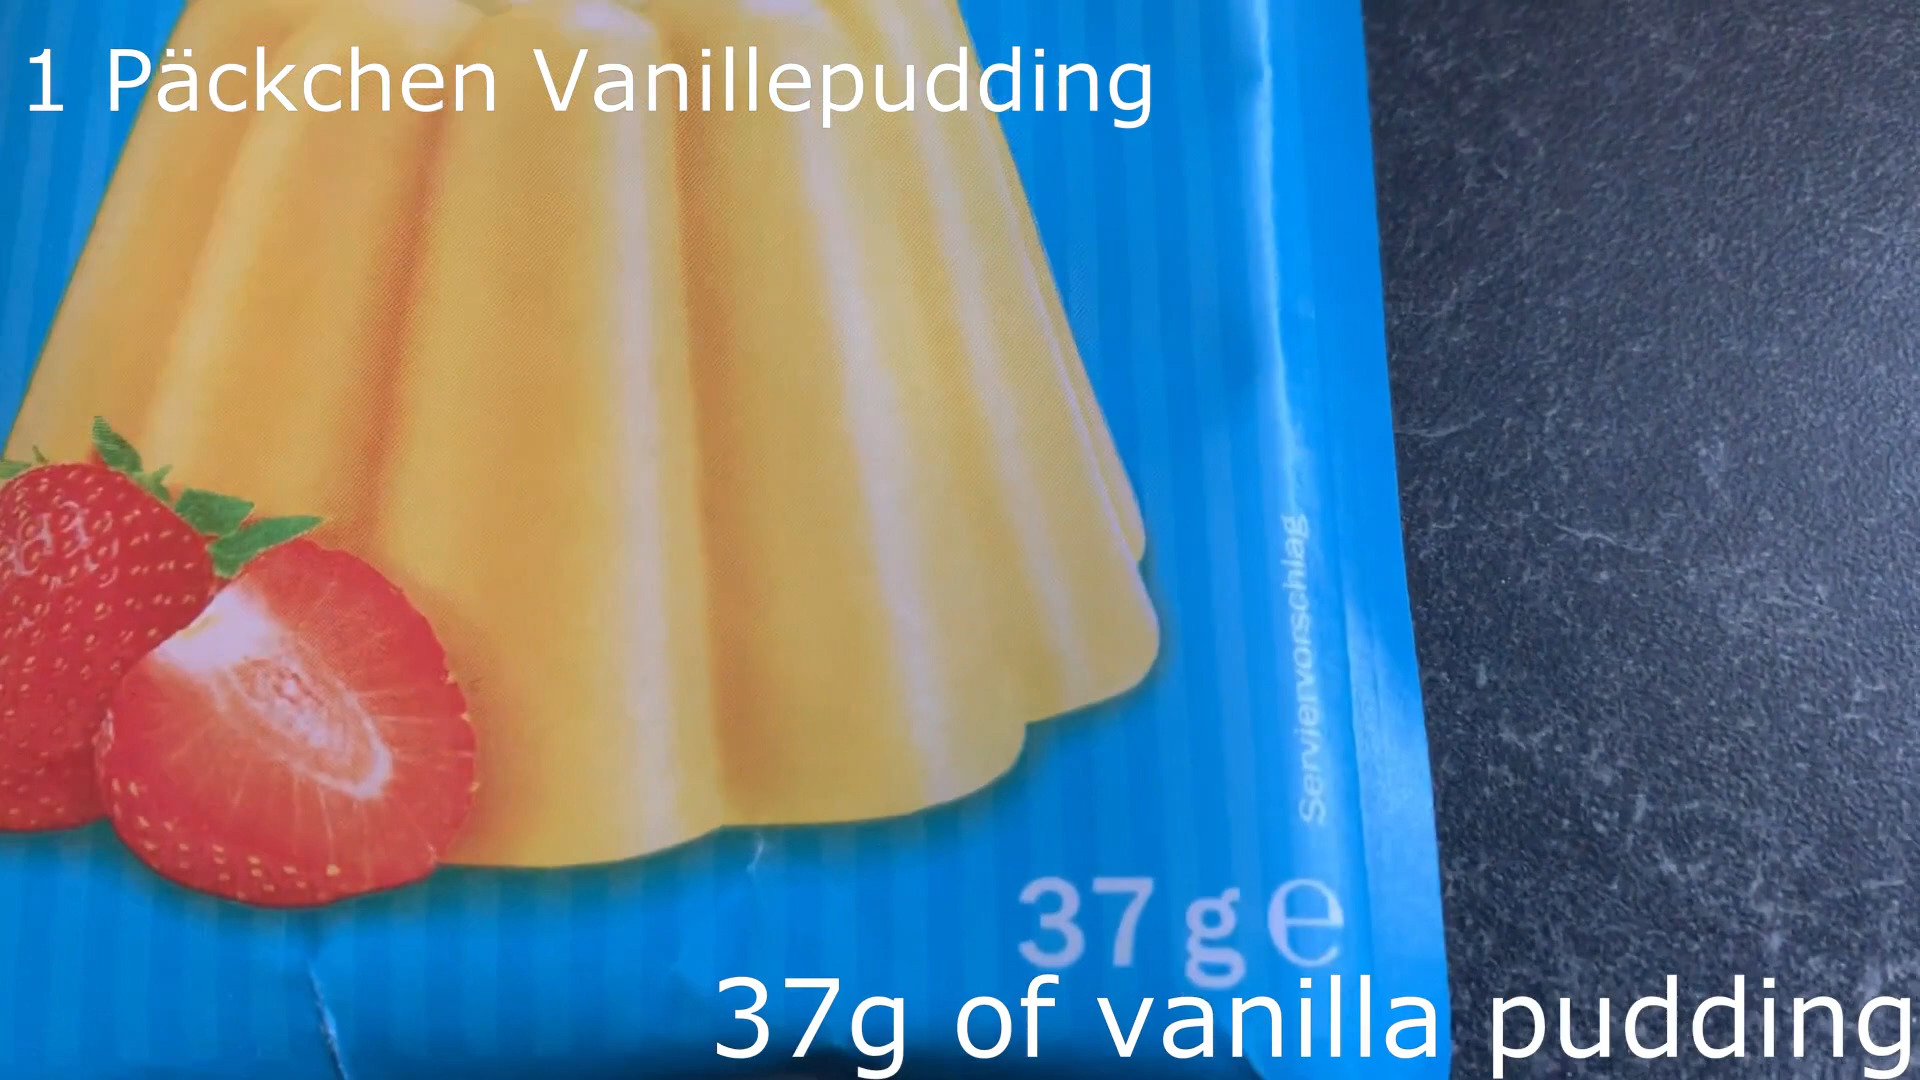 1 Päckchen Vanillepudding
Serviervorschlag
37 g e
37g of vanilla pudding